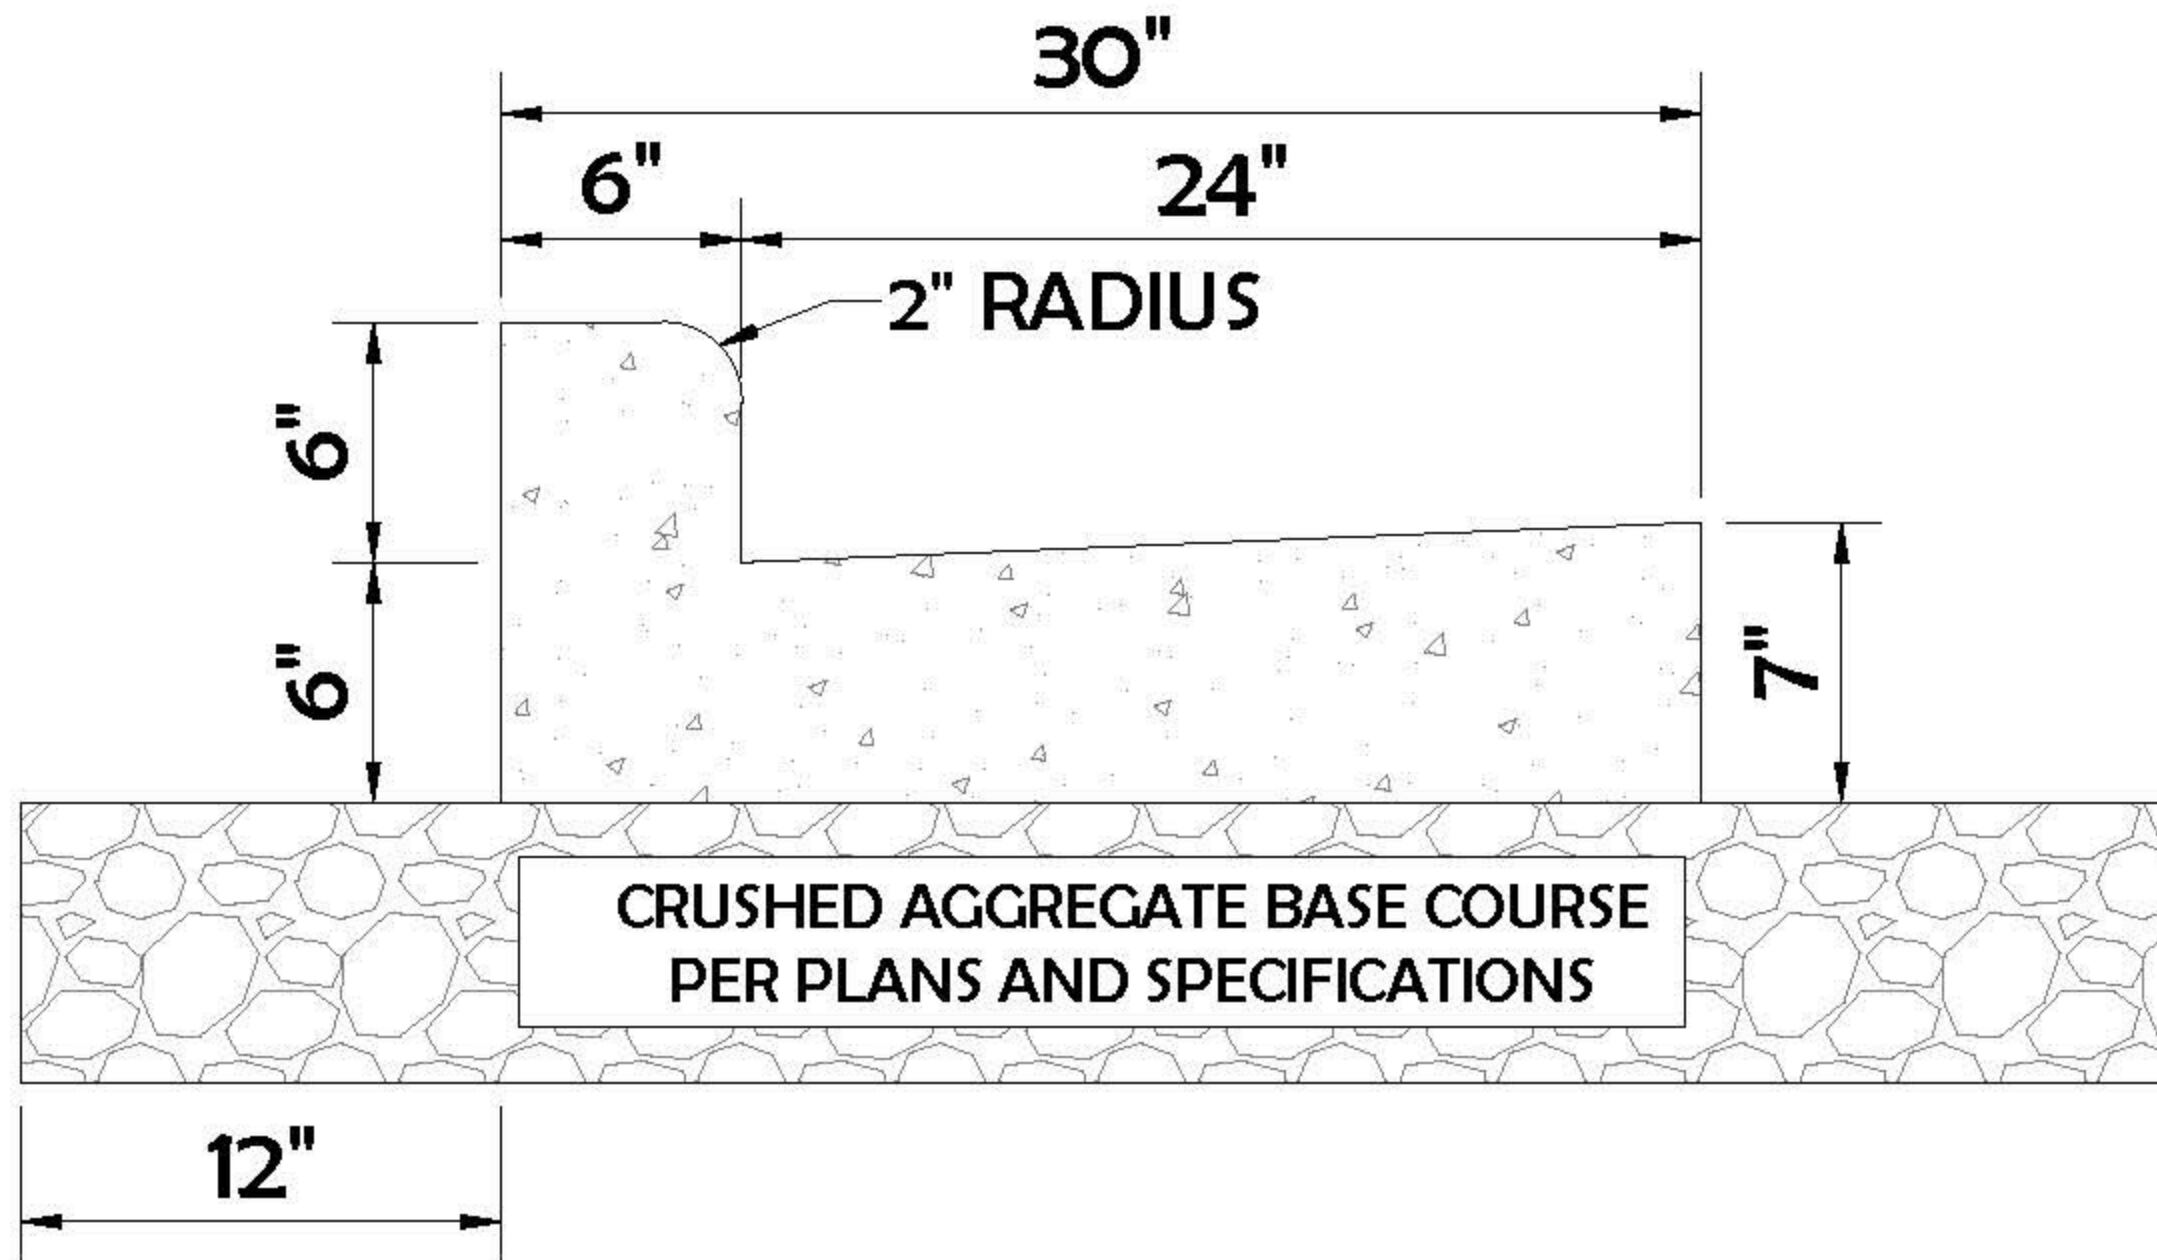 30"
6"
24"
2" RADIUS
6"
6"
7"
CRUSHED AGGREGATE BASE COURSE
PER PLANS AND SPECIFICATIONS
12"